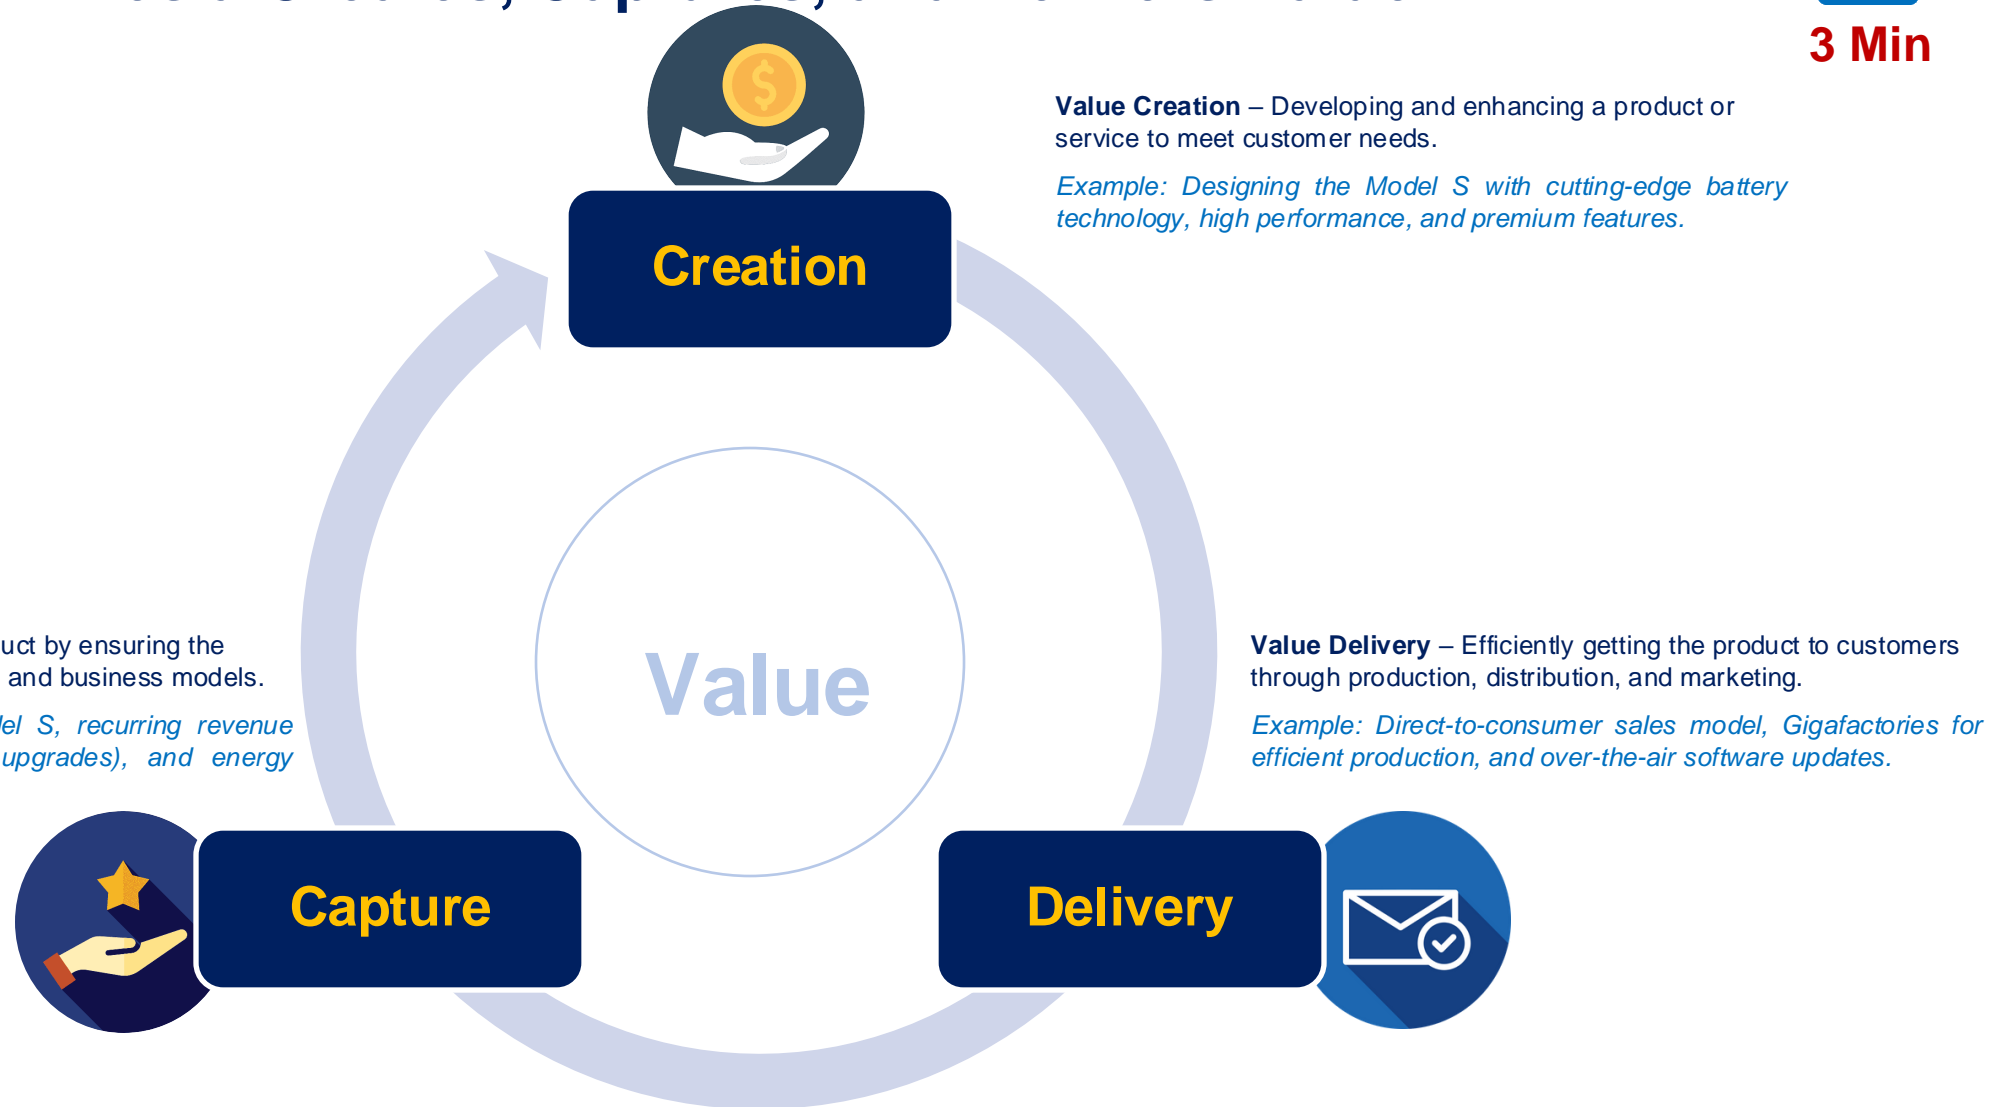 3 Min
Value Creation – Developing and enhancing a product or
service to meet customer needs.
Example: Designing the Model S with cutting-edge battery
technology, high performance, and premium features.
Creation
Value
by ensuring the
and business models.
S, recurring revenue
upgrades), and energy
Value Delivery – Efficiently getting the product to customers
through production, distribution, and marketing.
Example: Direct-to-consumer sales model, Gigafactories for
efficient production, and over-the-air software updates.
Capture
Delivery